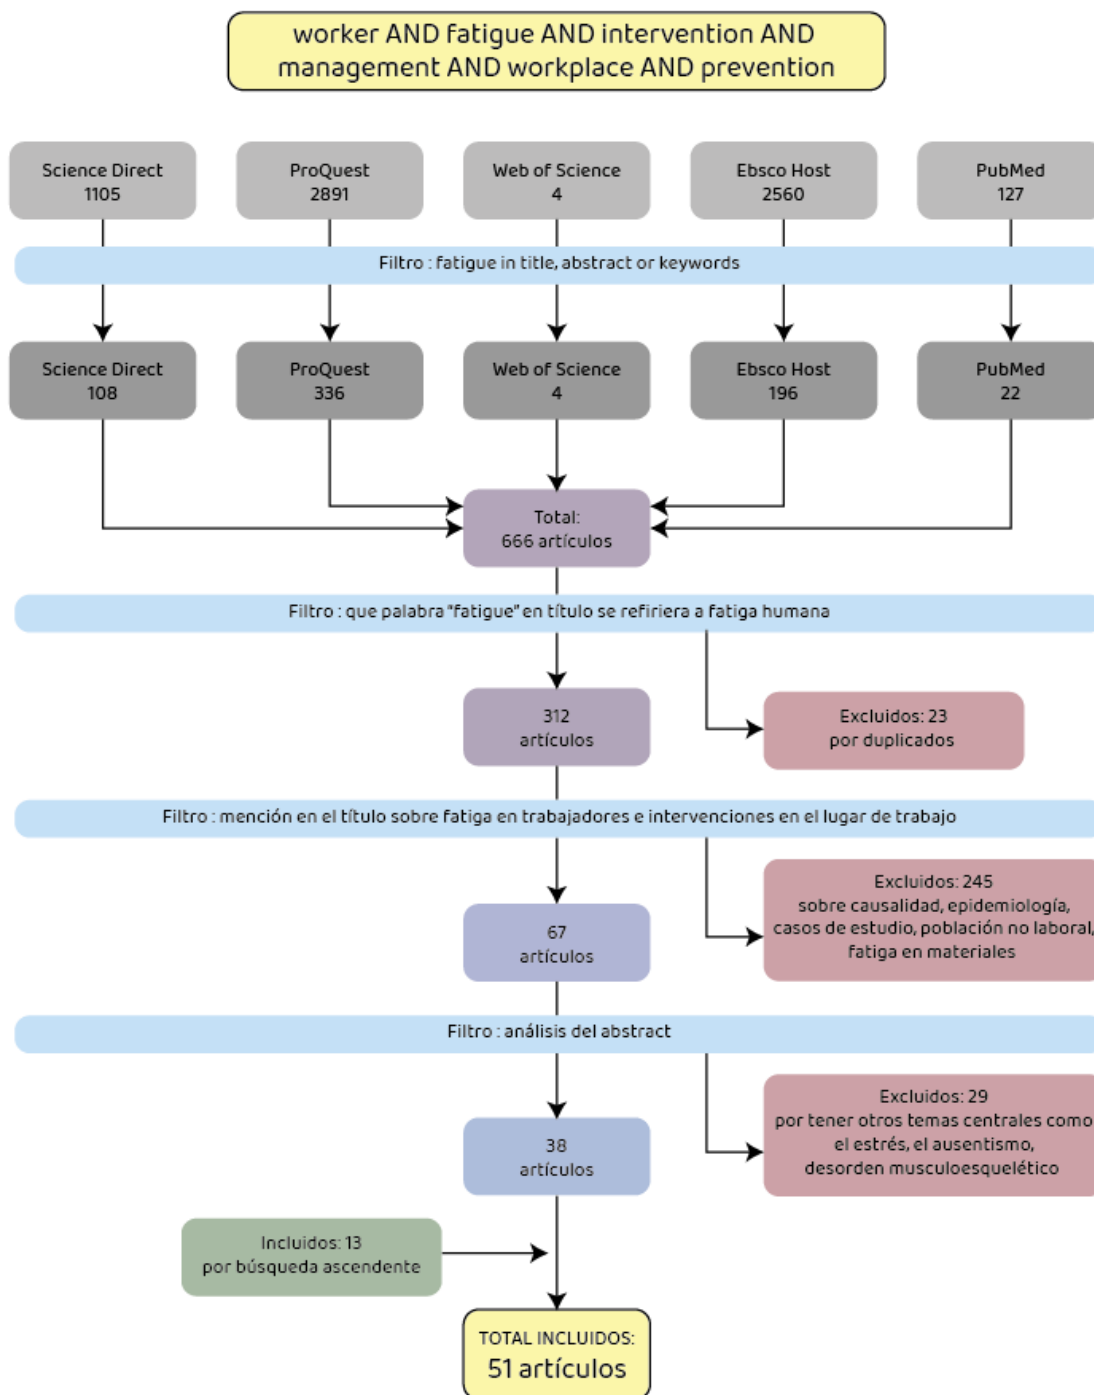 worker AND fatigue AND intervention AND
management AND workplace AND prevention
Science Direct
1105
ProQuest
2891
Web of Science
4
Ebsco Host
2560
PubMed
127
Filtro : fatigue in title, abstract or keywords
Science Direct
108
ProQuest
336
Web of Science
4
Ebsco Host
196
PubMed
22
Total:
666 artículos
Filtro : que palabra "fatigue" en título se refiriera a fatiga humana
312
artículos
Excluidos: 23
por duplicados
Filtro : mención en el título sobre fatiga en trabajadores e intervenciones en el lugar de trabajo
67
artículos
Excluidos: 245
sobre causalidad, epidemiología,
casos de estudio, población no laboral,
fatiga en materiales
Filtro : análisis del abstract
38
artículos
Excluidos: 29
por tener otros temas centrales como
el estrés, el ausentismo,
desorden musculoesquelético
Incluidos: 13
por búsqueda ascendente
TOTAL INCLUIDOS:
51 artículos